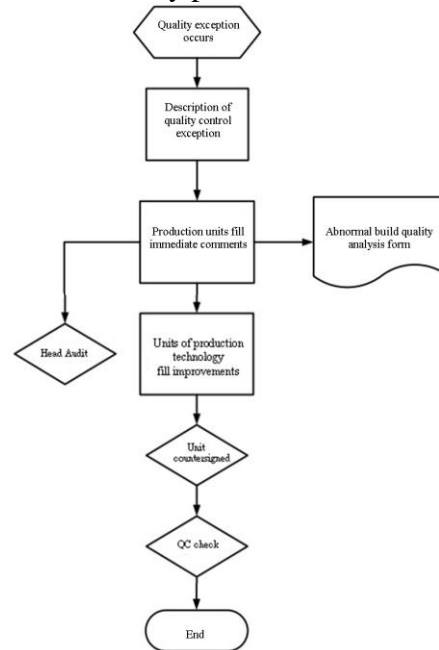 Quality exception
occurs
Description of
quality control
exception
Production units fill
immediate comments
Abnormal build quality
analysis form
Head Audit
Units of production
technology
fill improvements
Unit
countersigned
QC check
End